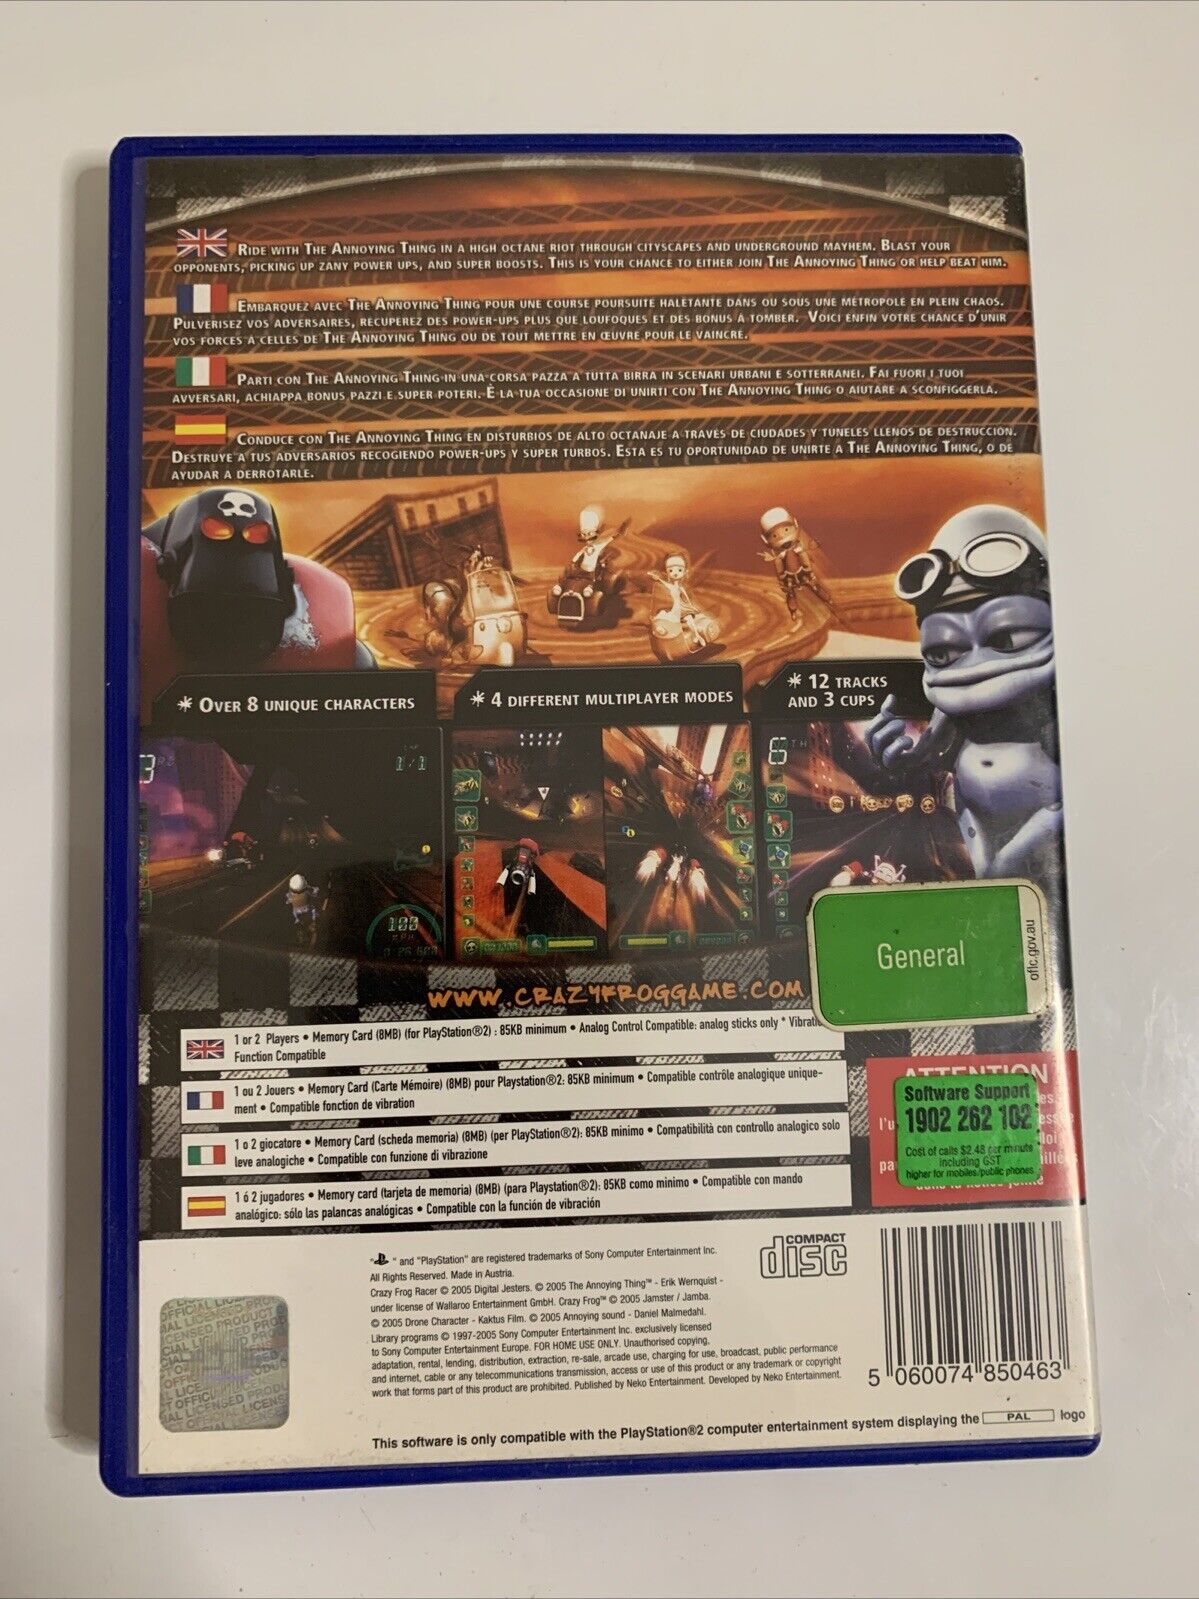 Ride with The Annoying Thing in a high octane riot through cityscapes and underground mayhem. Blast your
opponents, picking up zany power ups, and super boosts. This is your chance to either join The Annoying Thing or help beat him.
Embarquez avec The Annoying Thing pour une course poursuite haletante dans ou sous une métropole en plein chaos.
Pulverisez vos adversaires, recuperez des power-ups plus que loufoques et des bonus à tomber. Voici enfin votre chance d'unir
vos forces à celles de The Annoying Thing ou de tout mettre en œuvre pour le vaincre.
Parti con The Annoying Thing in una corsa pazza a tutta birra in scenari urbani e sotterranei. Fai fuori i tuoi
avversari, achiappa bonus pazzi e super poteri. È la tua occasione di unirti con The Annoying Thing o aiutare a sconfiggerla.
Conduce con The Annoying Thing en disturbios de alto octanaje a traves de ciudades y tuneles llenos de destruccion.
Destruye a tus adversarios recogiendo power-ups y super turbos. Esta es tu oportunidad de unirte a The Annoying Thing, o de
ayudar a derrotarle.
* Over 8 unique characters
* 4 different multiplayer modes
* 12 tracks
and 3 cups
3RD
1/1
6TH
100
General
oflc.gov.au
www.crazyfroggame.com
1 or 2 Players • Memory Card (8MB) (for PlayStation®2) : 85KB minimum • Analog Control Compatible: analog sticks only * Vibrati
Function Compatible
1 ou 2 Jouers • Memory Card (Carte Mémoire) (8MB) pour Playstation®2: 85KB minimum • Compatible contrôle analogique unique-
ment • Compatible fonction de vibration
1 o 2 giocatore • Memory Card (scheda memoria) (8MB) (per PlayStation®2): 85KB minimo • Compatibilità con controllo analogico solo
leve analogiche • Compatible con funzione di vibrazione
1 ó 2 jugadores • Memory card (tarjeta de memoria) (8MB) (para Playstation®2): 85KB como minimo • Compatible con mando
analógico: sólo las palancas analógicas • Compatible con la función de vibración
ATTENTION
Software Support
1902 262 102
Cost of calls $2.48 per minute
including GST
higher for mobiles/public phones
" " and "PlayStation" are registered trademarks of Sony Computer Entertainment Inc.
All Rights Reserved. Made in Austria.
Crazy Frog Racer © 2005 Digital Jesters. © 2005 The Annoying Thing™ - Erik Wernquist -
under license of Wallaroo Entertainment GmbH. Crazy Frog™ © 2005 Jamster / Jamba.
© 2005 Drone Character - Kaktus Film. © 2005 Annoying sound - Daniel Malmedahl.
Library programs © 1997-2005 Sony Computer Entertainment Inc. exclusively licensed
to Sony Computer Entertainment Europe. FOR HOME USE ONLY. Unauthorised copying,
adaptation, rental, lending, distribution, extraction, re-sale, arcade use, charging for use, broadcast, public performance
and internet, cable or any telecommunications transmission, access or use of this product or any trademark or copyright
work that forms part of this product are prohibited. Published by Neko Entertainment. Developed by Neko Entertainment.
COMPACT
disc
5 060074 850463
This software is only compatible with the PlayStation®2 computer entertainment system displaying the PAL logo